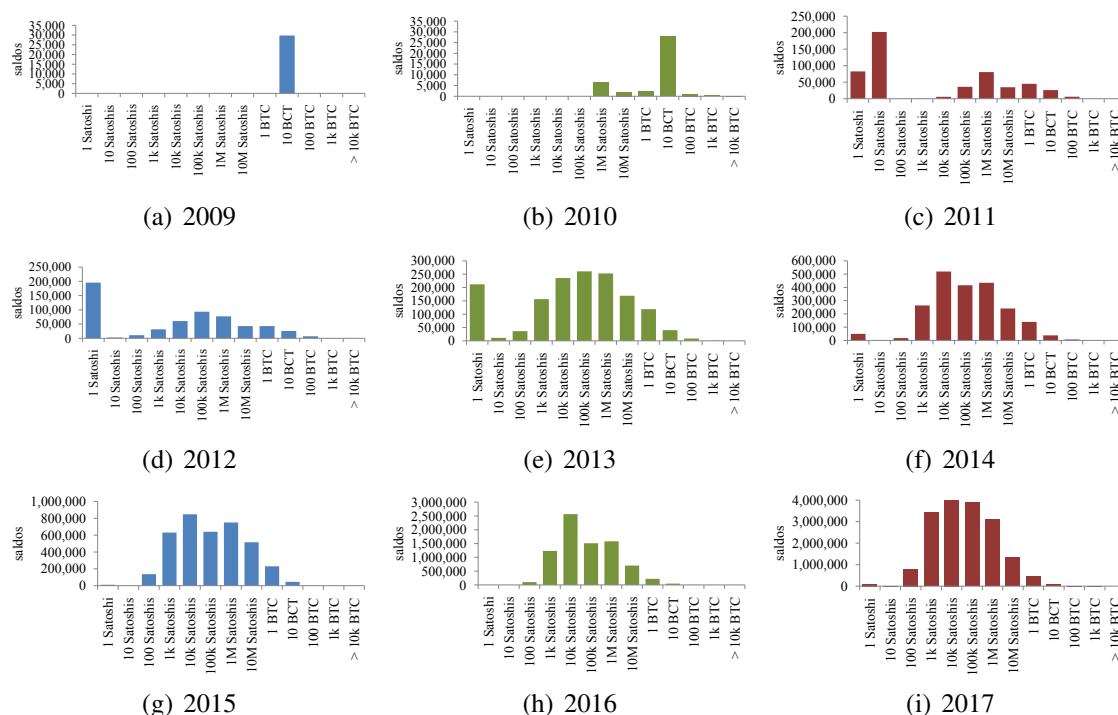 35,000
30,000
25,000
20,000
15,000
10,000
5,000
0
saldos
1 Satoshi
10 Satoshis
100 Satoshis
1k Satoshis
10k Satoshis
100k Satoshis
1M Satoshis
10M Satoshis
1 BTC
10 BCT
100 BTC
1k BTC
> 10k BTC
(a) 2009
35,000
30,000
25,000
20,000
15,000
10,000
5,000
0
saldos
1 Satoshi
10 Satoshis
100 Satoshis
1k Satoshis
10k Satoshis
100k Satoshis
1M Satoshis
10M Satoshis
1 BTC
10 BCT
100 BTC
1k BTC
> 10k BTC
(b) 2010
250,000
200,000
150,000
100,000
50,000
0
saldos
1 Satoshi
10 Satoshis
100 Satoshis
1k Satoshis
10k Satoshis
100k Satoshis
1M Satoshis
10M Satoshis
1 BTC
10 BCT
100 BTC
1k BTC
> 10k BTC
(c) 2011
250,000
200,000
150,000
100,000
50,000
0
saldos
1 Satoshi
10 Satoshis
100 Satoshis
1k Satoshis
10k Satoshis
100k Satoshis
1M Satoshis
10M Satoshis
1 BTC
10 BCT
100 BTC
1k BTC
> 10k BTC
(d) 2012
300,000
250,000
200,000
150,000
100,000
50,000
0
saldos
1 Satoshi
10 Satoshis
100 Satoshis
1k Satoshis
10k Satoshis
100k Satoshis
1M Satoshis
10M Satoshis
1 BTC
10 BCT
100 BTC
1k BTC
> 10k BTC
(e) 2013
600,000
500,000
400,000
300,000
200,000
100,000
0
saldos
1 Satoshi
10 Satoshis
100 Satoshis
1k Satoshis
10k Satoshis
100k Satoshis
1M Satoshis
10M Satoshis
1 BTC
10 BCT
100 BTC
1k BTC
> 10k BTC
(f) 2014
1,000,000
800,000
600,000
400,000
200,000
0
saldos
1 Satoshi
10 Satoshis
100 Satoshis
1k Satoshis
10k Satoshis
100k Satoshis
1M Satoshis
10M Satoshis
1 BTC
10 BCT
100 BTC
1k BTC
> 10k BTC
(g) 2015
3,000,000
2,500,000
2,000,000
1,500,000
1,000,000
500,000
0
saldos
1 Satoshi
10 Satoshis
100 Satoshis
1k Satoshis
10k Satoshis
100k Satoshis
1M Satoshis
10M Satoshis
1 BTC
10 BCT
100 BTC
1k BTC
> 10k BTC
(h) 2016
4,000,000
3,000,000
2,000,000
1,000,000
0
saldos
1 Satoshi
10 Satoshis
100 Satoshis
1k Satoshis
10k Satoshis
100k Satoshis
1M Satoshis
10M Satoshis
1 BTC
10 BCT
100 BTC
1k BTC
> 10k BTC
(i) 2017